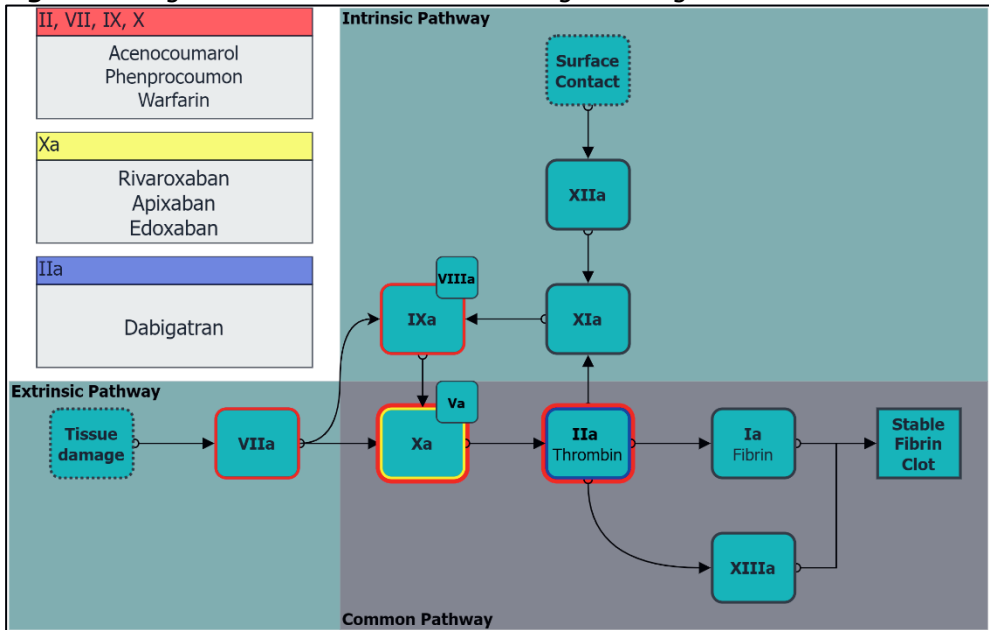 II, VII, IX, X
Acenocoumarol
Phenprocoumon
Warfarin
Xa
Rivaroxaban
Apixaban
Edoxaban
IIa
Dabigatran
Intrinsic Pathway
Surface
Contact
XIIa
VIIIa
IXa
XIa
Extrinsic Pathway
Tissue
damage
VIIa
Va
Xa
IIa
Thrombin
Ia
Fibrin
Stable
Fibrin
Clot
XIIIa
Common Pathway